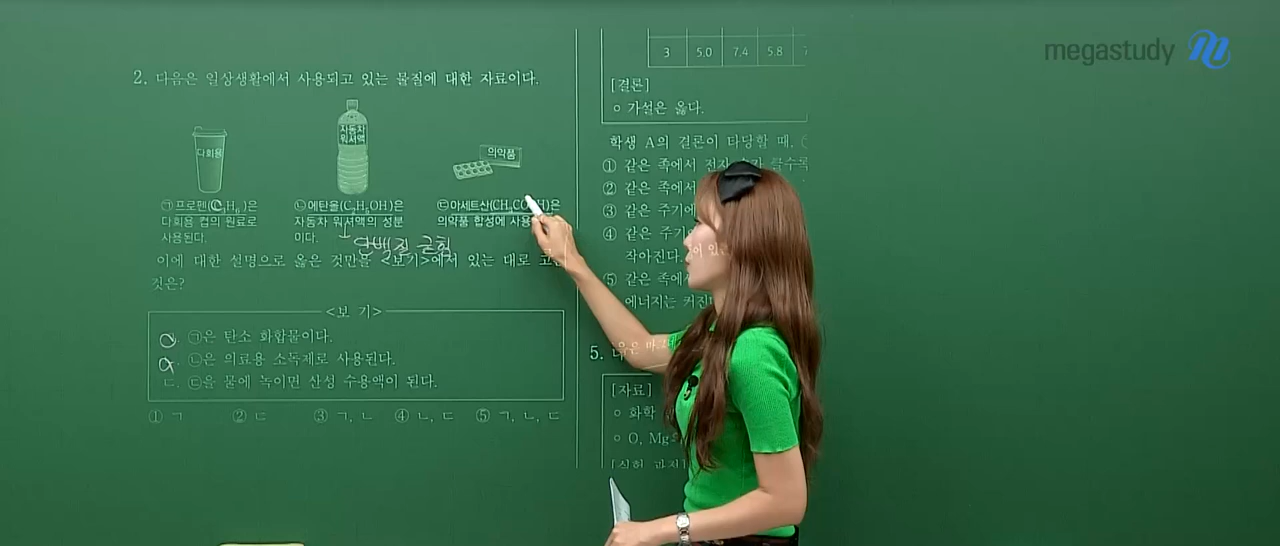 megastudy
2. 다음은 일상생활에서 사용되고 있는 물질에 대한 자료이다.
다회용
자동차
워셔액
의약품
㉠프로펜(C₃H₆)은
다회용 컵의 원료로
사용된다.
㉡에탄올(C₂H₅OH)은
자동차 워셔액의 성분
이다.
㉢아세트산(CH₃CO H)은
의약품 합성에
단백질 굳힘
이에 대한 설명으로 옳은 것만을 <보기>에서 있는 대로
것은?
<보 기>
㉠은 탄소 화합물이다.
㉡은 의료용 소독제로 사용된다.
ㄷ. ㉢을 물에 녹이면 산성 수용액이 된다.
① ㄱ ② ㄷ ③ ㄱ, ㄴ ④ ㄴ, ㄷ ⑤ ㄱ, ㄴ, ㄷ
3 5.0 7.4 5.8
[결론]
○ 가설은 옳다.
학생 A의 결론이 타당할 때,
① 같은 족에서 전자
② 같은 족에서
③ 같은 주기에
④ 같은 주기
작아진다.
⑤ 같은 족에서
에너지는 커진
5.
[자료]
○ 화학
○ O, Mg